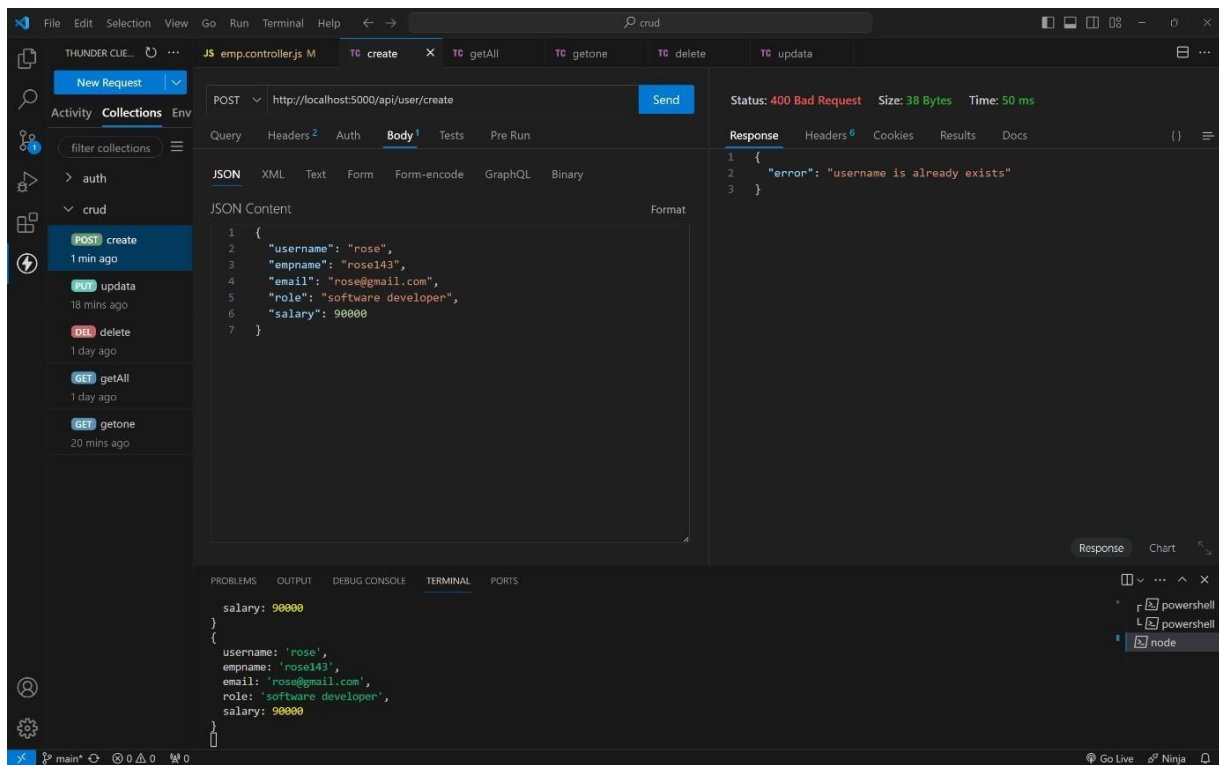 File Edit Selection View Go Run Terminal Help crud
THUNDER CLIE... JS emp.controller.js M TC create TC getAll TC getone TC delete TC updata
New Request
Activity Collections Env
filter collections
auth
crud
POST create
1 min ago
PUT updata
18 mins ago
DEL delete
1 day ago
GET getAll
1 day ago
GET getone
20 mins ago
POST http://localhost:5000/api/user/create Send
Query Headers 2 Auth Body 1 Tests Pre Run
JSON XML Text Form Form-encode GraphQL Binary
JSON Content Format
1 {
2 "username": "rose",
3 "empname": "rose143",
4 "email": "rose@gmail.com",
5 "role": "software developer",
6 "salary": 90000
7 }
Status: 400 Bad Request Size: 38 Bytes Time: 50 ms
Response Headers 6 Cookies Results Docs {}
1 {
2 "error": "username is already exists"
3 }
Response Chart
PROBLEMS OUTPUT DEBUG CONSOLE TERMINAL PORTS
salary: 90000
}
{
username: 'rose',
empname: 'rose143',
email: 'rose@gmail.com',
role: 'software developer',
salary: 90000
}
powershell
powershell
node
main* 0 0 0 Go Live Ninja